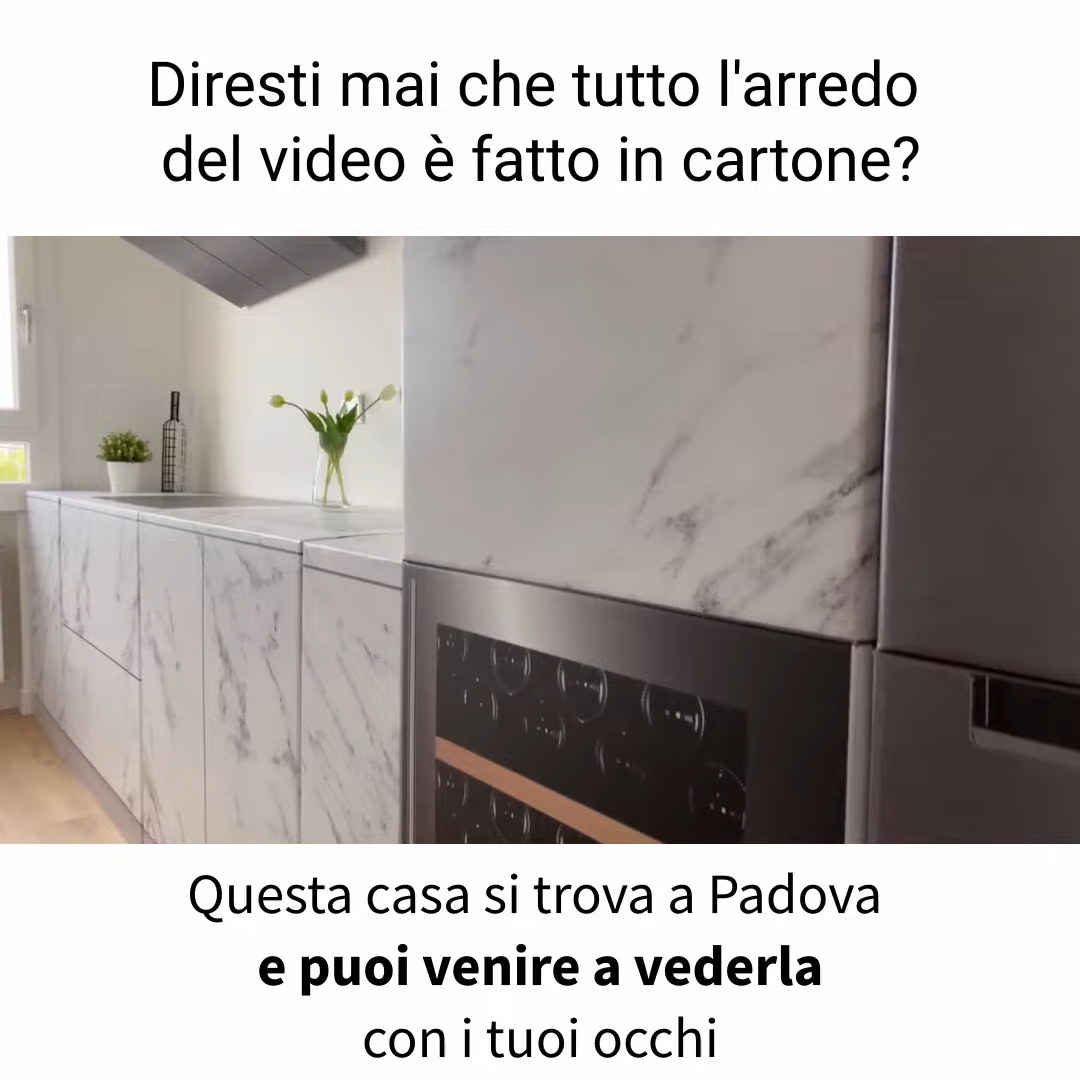 Diresti mai che tutto l'arredo
del video è fatto in cartone?
Questa casa si trova a Padova
e puoi venire a vederla
con i tuoi occhi